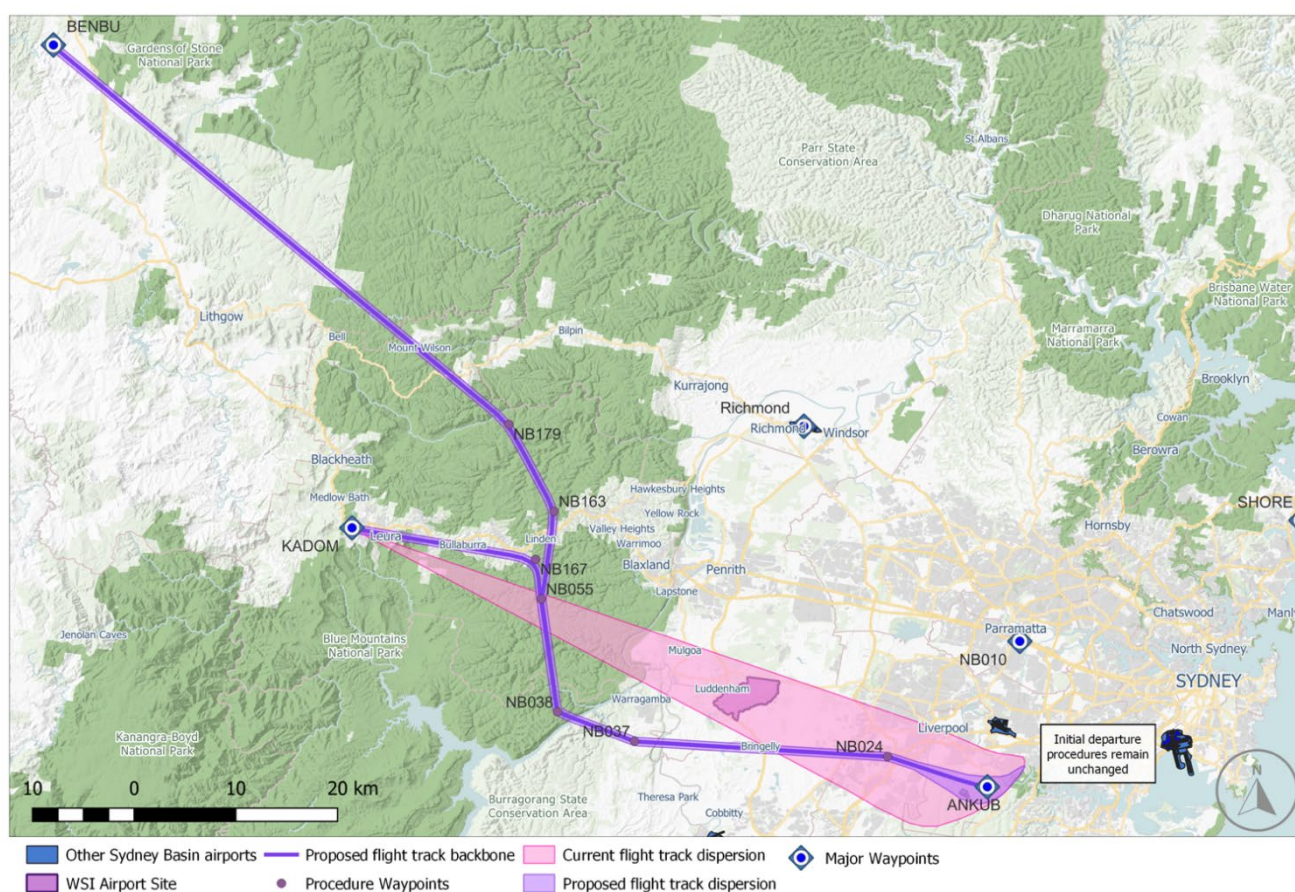 BENBU
Gardens of Stone
National Park
St Albans
Parr State
Conservation Area
Dharug National
Park
Brisbane Water
National Park
Lithgow
Bell
Mount Wilson
Bilpin
Marramarra
National Park
Kurrajong
Brooklyn
Richmond
Richmond
Windsor
Cowan
NB179
Berowra
Blackheath
Medlow Bath
Hawkesbury Heights
NB163
Yellow Rock
SHORE
Hornsby
KADOM
Leura
Bullaburra
Linden
Valley Heights
Warrimoo
NB167
Blaxland
Penrith
NB055
Lapstone
Chatswood
Manly
Jenolan Caves
Blue Mountains
National Park
Parramatta
Mulgoa
NB010
North Sydney
SYDNEY
Luddenham
NB038
Warragamba
Liverpool
Kanangra-Boyd
National Park
NB037
Bringelly
NB024
Initial departure
procedures remain
unchanged
N
ANKUB
10 0 10 20 km
Burragorang State
Conservation Area
Theresa Park
Cobbitty
Other Sydney Basin airports
Proposed flight track backbone
Current flight track dispersion
Major Waypoints
WSI Airport Site
Procedure Waypoints
Proposed flight track dispersion